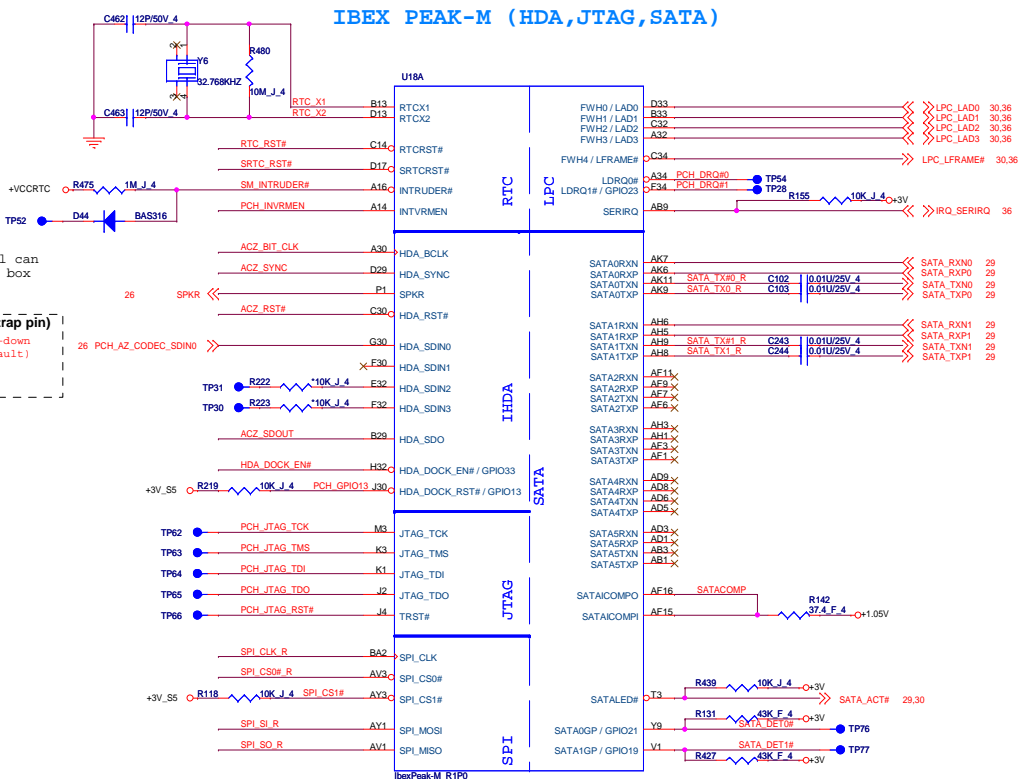 IBEX PEAK-M (HDA,JTAG,SATA)
C462 12P/50V_4
2 1
Y6
32.768KHZ
3 4
R480
10M_J_4
C463 12P/50V_4
U18A
RTC_X1 B13 RTCX1
RTC_X2 D13 RTCX2
RTC_RST# C14 RTCRST#
SRTC_RST# D17 SRTCRST#
+VCCRTC R475 1M_J_4 SM_INTRUDER# A16 INTRUDER#
PCH_INVRMEN A14 INTVRMEN
TP52 D44 BAS316
RTC
LPC
FWH0 / LAD0 D33 LPC_LAD0 30,36
FWH1 / LAD1 B33 LPC_LAD1 30,36
FWH2 / LAD2 C32 LPC_LAD2 30,36
FWH3 / LAD3 A32 LPC_LAD3 30,36
FWH4 / LFRAME# C34 LPC_LFRAME# 30,36
LDRQ0# A34 PCH_DRQ#0 TP54
LDRQ1# / GPIO23 F34 PCH_DRQ#1 TP28
R155 10K_J_4 +3V
SERIRQ AB9 IRQ_SERIRQ 36
can
box
ACZ_BIT_CLK A30 HDA_BCLK
ACZ_SYNC D29 HDA_SYNC
26 SPKR P1 SPKR
ACZ_RST# C30 HDA_RST#
rap pin)
-down
ault)
26 PCH_AZ_CODEC_SDIN0 G30 HDA_SDIN0
F30 HDA_SDIN1
TP31 R222 *10K_J_4 E32 HDA_SDIN2
TP30 R223 *10K_J_4 F32 HDA_SDIN3
ACZ_SDOUT B29 HDA_SDO
HDA_DOCK_EN# H32 HDA_DOCK_EN# / GPIO33
+3V_S5 R219 10K_J_4 PCH_GPIO13 J30 HDA_DOCK_RST# / GPIO13
IHDA
SATA
SATA0RXN AK7 SATA_RXN0 29
SATA0RXP AK6 SATA_RXP0 29
SATA0TXN AK11 SATA_TX#0_R C102 0.01U/25V_4 SATA_TXN0 29
SATA0TXP AK9 SATA_TX0_R C103 0.01U/25V_4 SATA_TXP0 29
SATA1RXN AH6 SATA_RXN1 29
SATA1RXP AH5 SATA_RXP1 29
SATA1TXN AH9 SATA_TX#1_R C243 0.01U/25V_4 SATA_TXN1 29
SATA1TXP AH8 SATA_TX1_R C244 0.01U/25V_4 SATA_TXP1 29
SATA2RXN AF11
SATA2RXP AF9
SATA2TXN AF7
SATA2TXP AF6
SATA3RXN AH3
SATA3RXP AH1
SATA3TXN AF3
SATA3TXP AF1
SATA4RXN AD9
SATA4RXP AD8
SATA4TXN AD6
SATA4TXP AD5
SATA5RXN AD3
SATA5RXP AD1
SATA5TXN AB3
SATA5TXP AB1
SATAICOMPO AF16 SATACOMP
SATAICOMPI AF15
R142
37.4_F_4 +1.05V
TP62 PCH_JTAG_TCK M3 JTAG_TCK
TP63 PCH_JTAG_TMS K3 JTAG_TMS
TP64 PCH_JTAG_TDI K1 JTAG_TDI
TP65 PCH_JTAG_TDO J2 JTAG_TDO
TP66 PCH_JTAG_RST# J4 TRST#
JTAG
SPI_CLK_R BA2 SPI_CLK
SPI_CS0#_R AV3 SPI_CS0#
+3V_S5 R118 10K_J_4 SPI_CS1# AY3 SPI_CS1#
SPI_SI_R AY1 SPI_MOSI
SPI_SO_R AV1 SPI_MISO
SPI
R439 10K_J_4 +3V
SATALED# T3 SATA_ACT# 29,30
R131 43K_F_4 +3V
SATA0GP / GPIO21 Y9 SATA_DET0# TP76
SATA1GP / GPIO19 V1 SATA_DET1# TP77
R427 43K_F_4 +3V
IbexPeak-M_R1P0